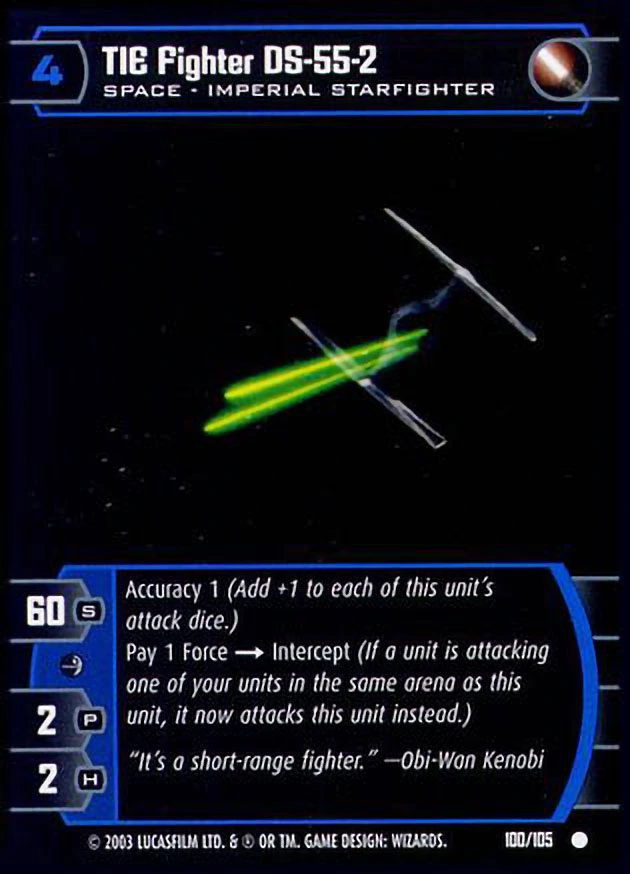 4
TIE Fighter DS-55-2
SPACE - IMPERIAL STARFIGHTER
60 S
2 P
2 H
Accuracy 1 (Add +1 to each of this unit's
attack dice.)
Pay 1 Force → Intercept (If a unit is attacking
one of your units in the same arena as this
unit, it now attacks this unit instead.)
"It's a short-range fighter." —Obi-Wan Kenobi
© 2003 LUCASFILM LTD. & ® OR TM. GAME DESIGN: WIZARDS.
100/105